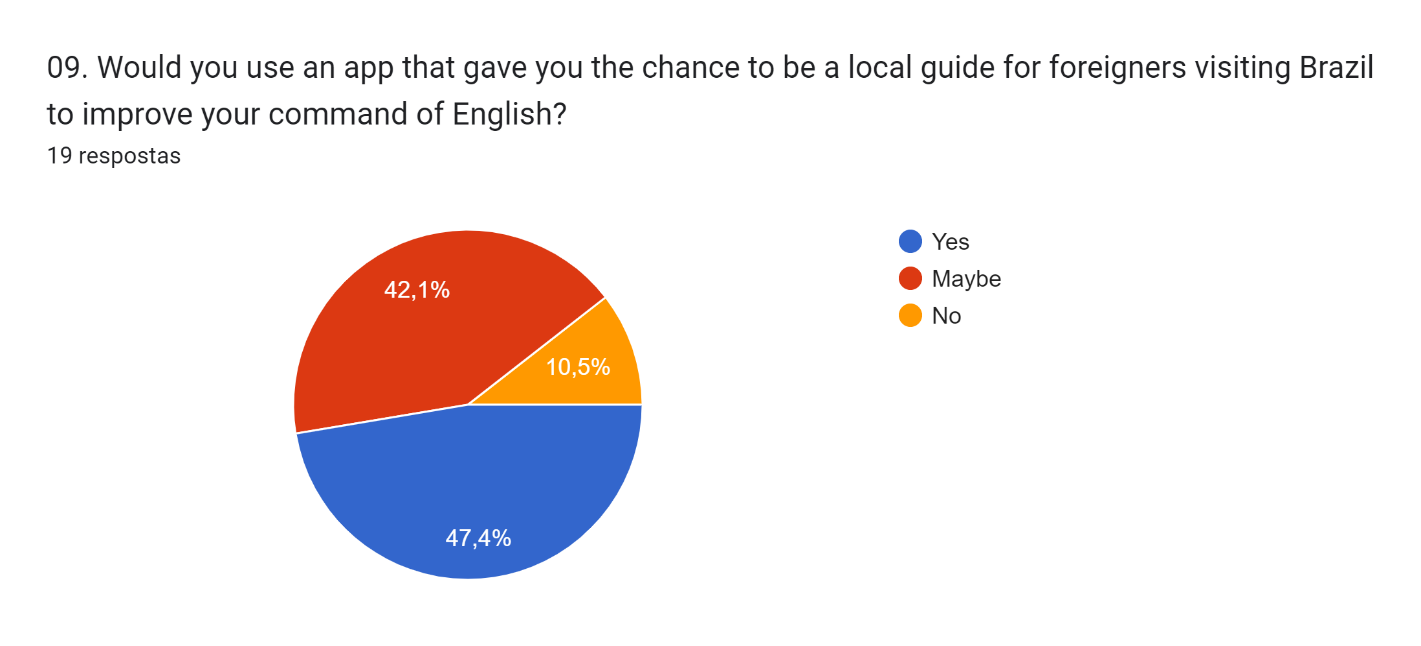 09. Would you use an app that gave you the chance to be a local guide for foreigners visiting Brazil
to improve your command of English?
19 respostas
Yes
Maybe
No
42,1%
10,5%
47,4%